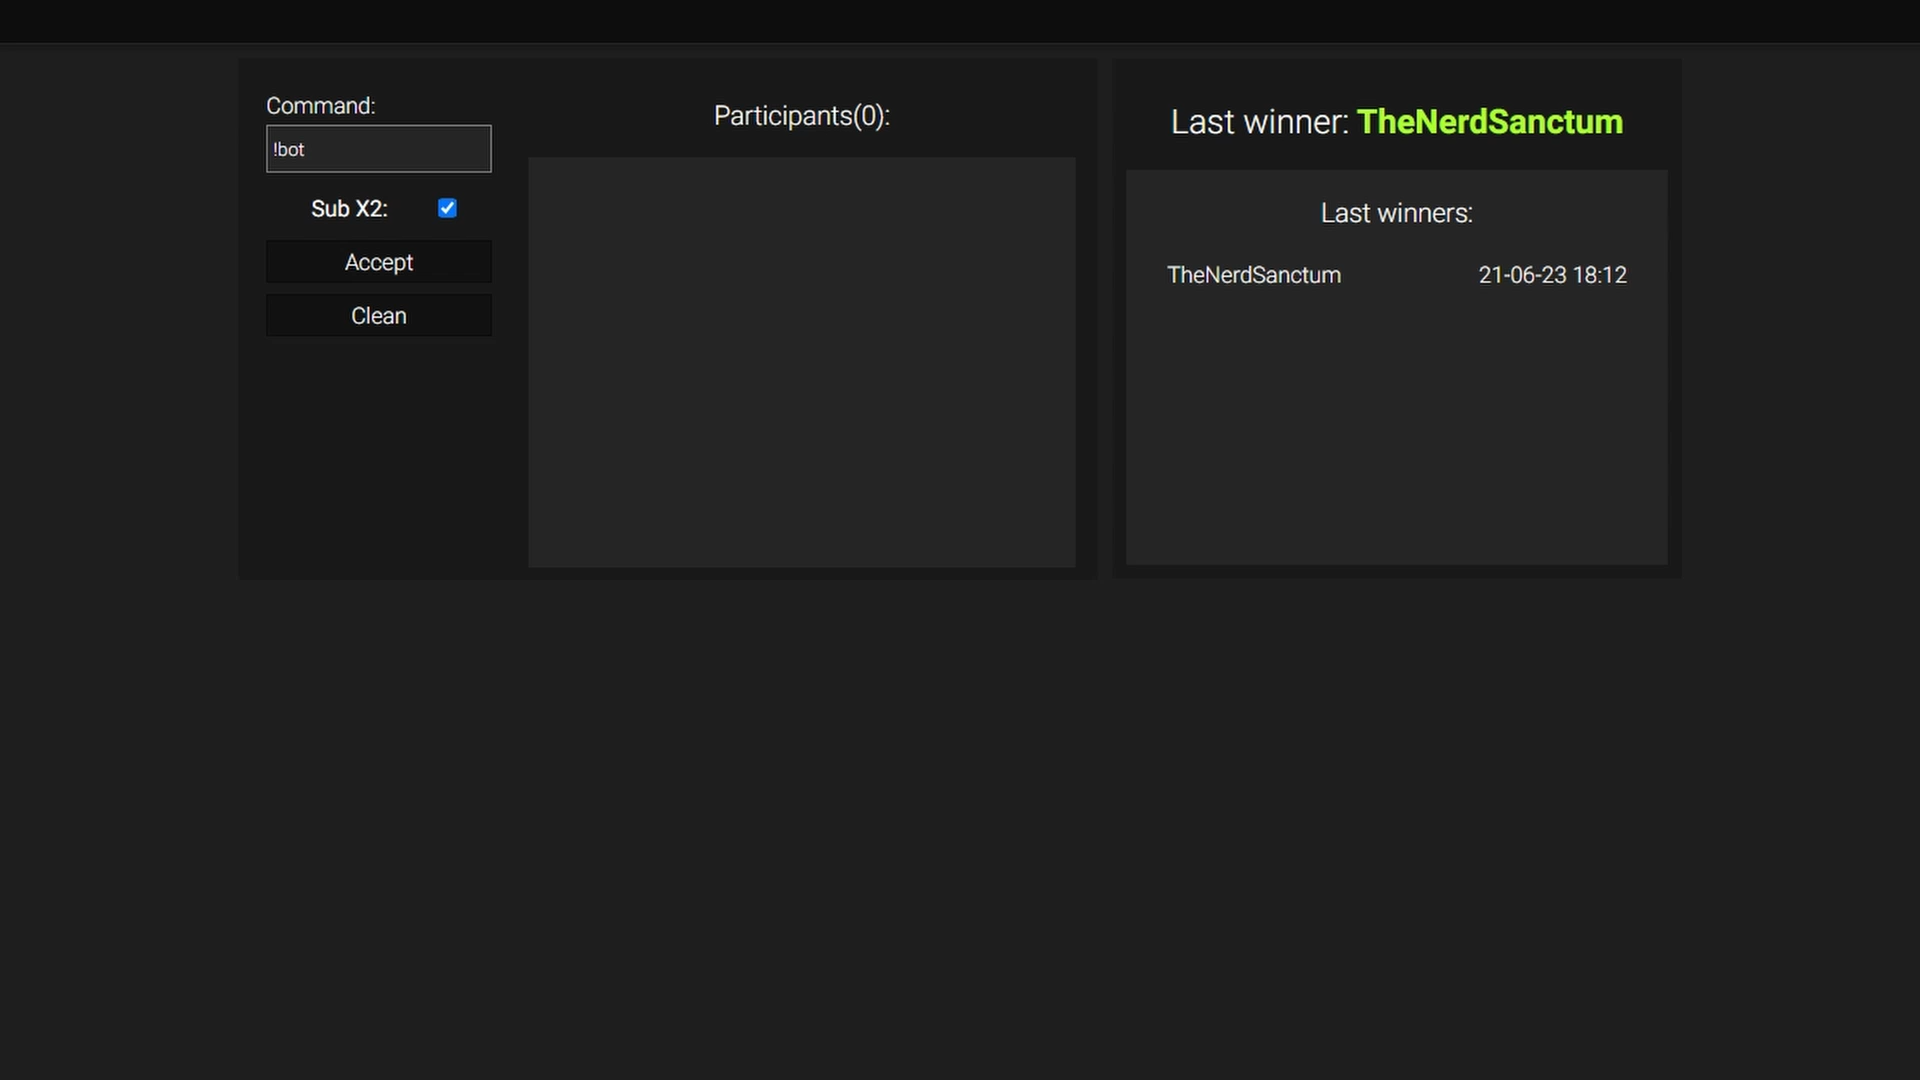 Command:
!bot
Sub X2:
Accept
Clean
Participants(0):
Last winner: TheNerdSanctum
Last winners:
TheNerdSanctum 21-06-23 18:12